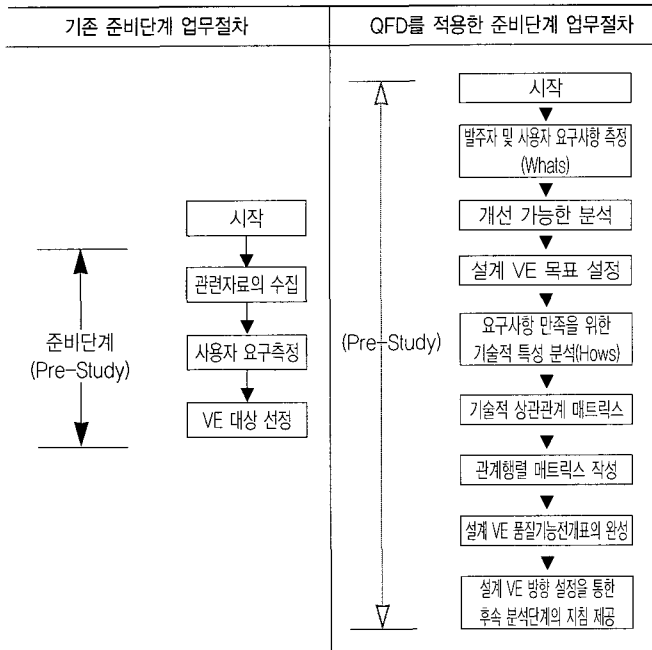 기존 준비단계 업무절차
시작
관련자료의 수집
사용자 요구측정
VE 대상 선정
준비단계
(Pre-Study)
QFD를 적용한 준비단계 업무절차
시작
발주자 및 사용자 요구사항 측정
(Whats)
개선 가능한 분석
설계 VE 목표 설정
요구사항 만족을 위한
기술적 특성 분석(Hows)
기술적 상관관계 매트릭스
관계행렬 매트릭스 작성
설계 VE 품질기능전개표의 완성
설계 VE 방향 설정을 통한
후속 분석단계의 지침 제공
(Pre-Study)